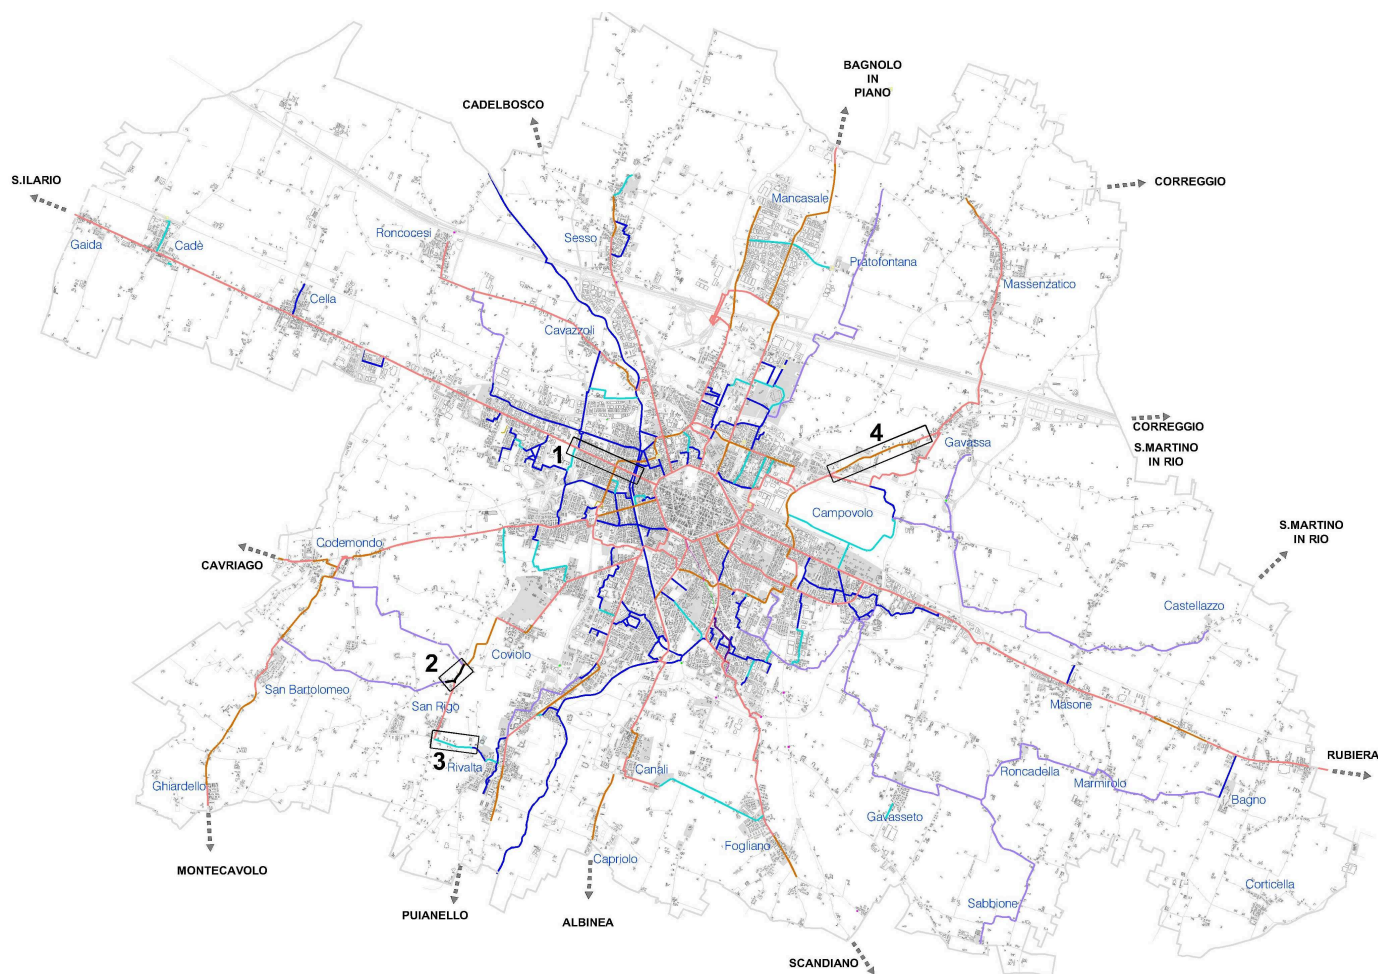 BAGNOLO
IN
PIANO
CADELBOSCO
CORREGGIO
S.ILARIO
Mancasale
Gaida
Cadè
Roncocesi
Sesso
Pratofontana
Massenzatico
Cella
Cavazzoli
CORREGGIO
S.MARTINO
IN RIO
4
Gavassa
1
Campovolo
S.MARTINO
IN RIO
Codemondo
CAVRIAGO
Castellazzo
Coviolo
2
San Bartolomeo
San Rigo
Masone
3
Rivalta
Canali
Roncadella
Marmirolo
RUBIERA
Ghiardello
Bagno
Gavasseto
Fogliano
Capriolo
MONTECAVOLO
Corticella
Sabbione
PUIANELLO
ALBINEA
SCANDIANO